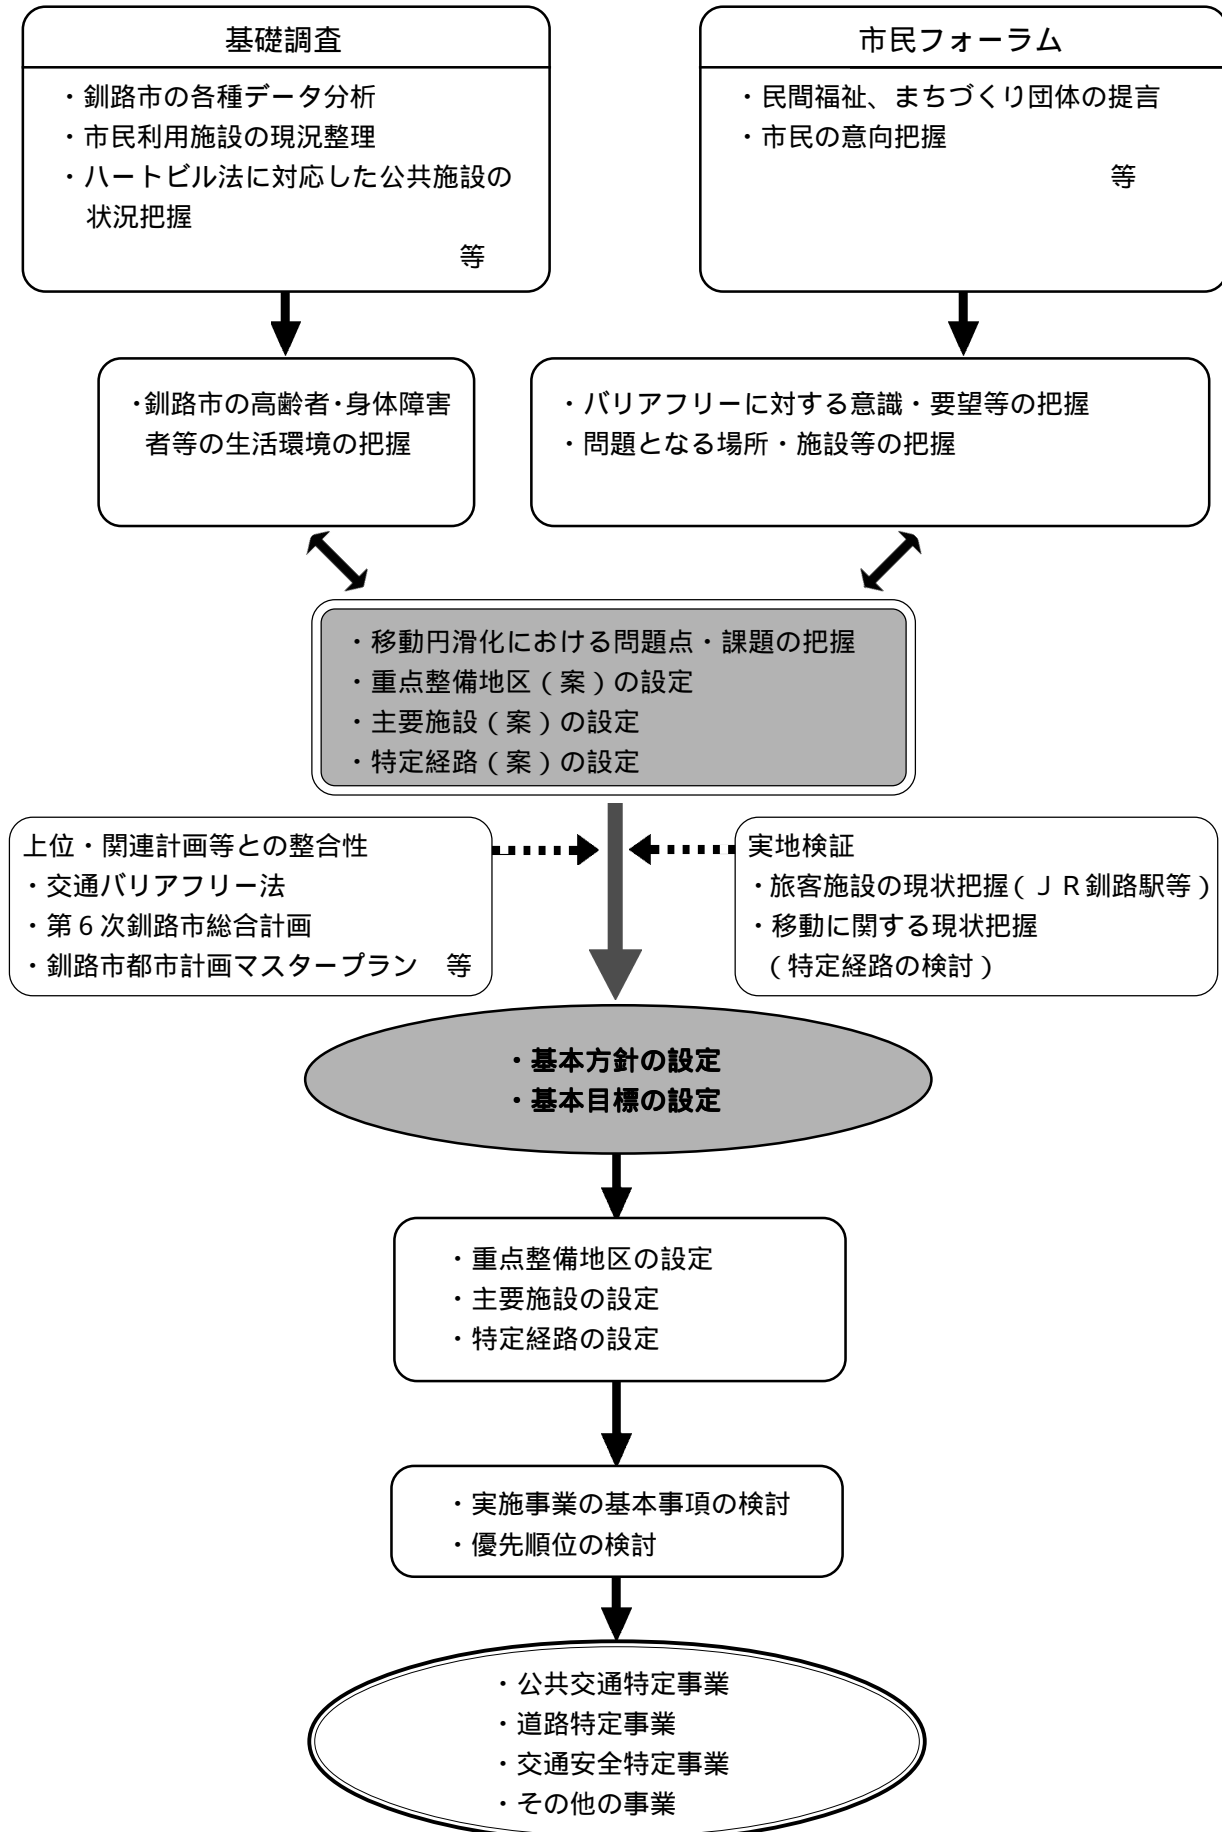 基礎調査
・釧路市の各種データ分析
・市民利用施設の現況整理
・ハートビル法に対応した公共施設の
状況把握
等
市民フォーラム
・民間福祉、まちづくり団体の提言
・市民の意向把握
等
・釧路市の高齢者・身体障害
者等の生活環境の把握
・バリアフリーに対する意識・要望等の把握
・問題となる場所・施設等の把握
・移動円滑化における問題点・課題の把握
・重点整備地区（案）の設定
・主要施設（案）の設定
・特定経路（案）の設定
上位・関連計画等との整合性
・交通バリアフリー法
・第６次釧路市総合計画
・釧路市都市計画マスタープラン　等
実地検証
・旅客施設の現状把握（ＪＲ釧路駅等）
・移動に関する現状把握
（特定経路の検討）
・基本方針の設定
・基本目標の設定
・重点整備地区の設定
・主要施設の設定
・特定経路の設定
・実施事業の基本事項の検討
・優先順位の検討
・公共交通特定事業
・道路特定事業
・交通安全特定事業
・その他の事業